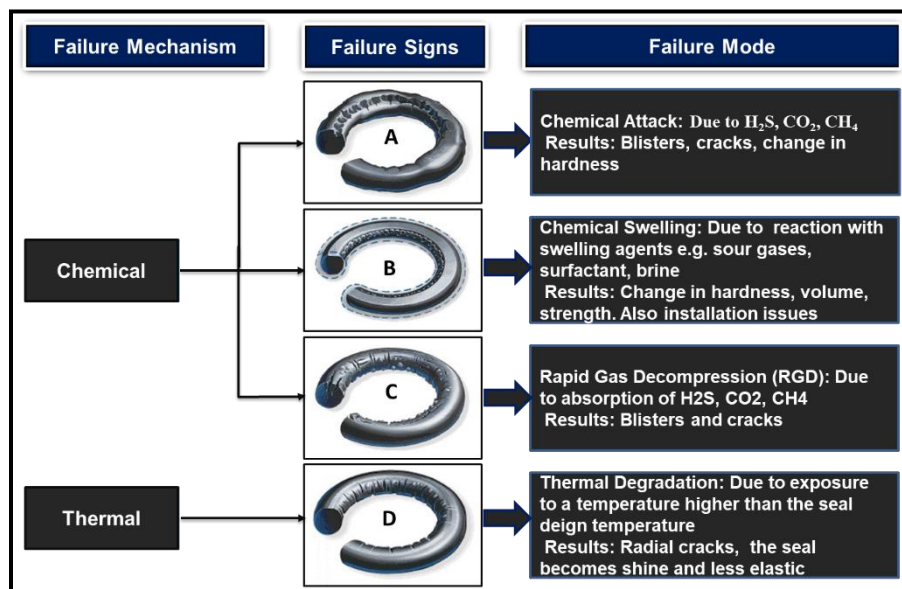 Failure Mechanism
Failure Signs
Failure Mode
Chemical
A
Chemical Attack: Due to H₂S, CO₂, CH₄
Results: Blisters, cracks, change in
hardness
B
Chemical Swelling: Due to reaction with
swelling agents e.g. sour gases,
surfactant, brine
Results: Change in hardness, volume,
strength. Also installation issues
C
Rapid Gas Decompression (RGD): Due
to absorption of H2S, CO2, CH4
Results: Blisters and cracks
Thermal
D
Thermal Degradation: Due to exposure
to a temperature higher than the seal
deign temperature
Results: Radial cracks, the seal
becomes shine and less elastic